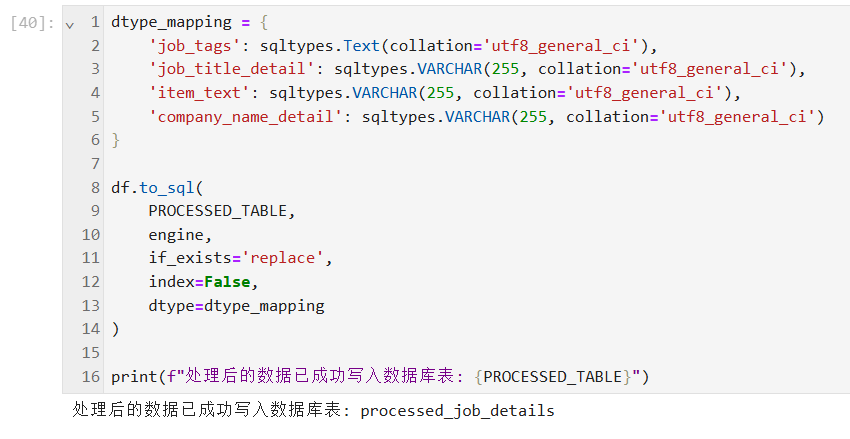 [40]:
1 dtype_mapping = {
2     'job_tags': sqltypes.Text(collation='utf8_general_ci'),
3     'job_title_detail': sqltypes.VARCHAR(255, collation='utf8_general_ci'),
4     'item_text': sqltypes.VARCHAR(255, collation='utf8_general_ci'),
5     'company_name_detail': sqltypes.VARCHAR(255, collation='utf8_general_ci')
6 }
7
8 df.to_sql(
9     PROCESSED_TABLE,
10     engine,
11     if_exists='replace',
12     index=False,
13     dtype=dtype_mapping
14 )
15
16 print(f"处理后的数据已成功写入数据库表: {PROCESSED_TABLE}")
处理后的数据已成功写入数据库表: processed_job_details